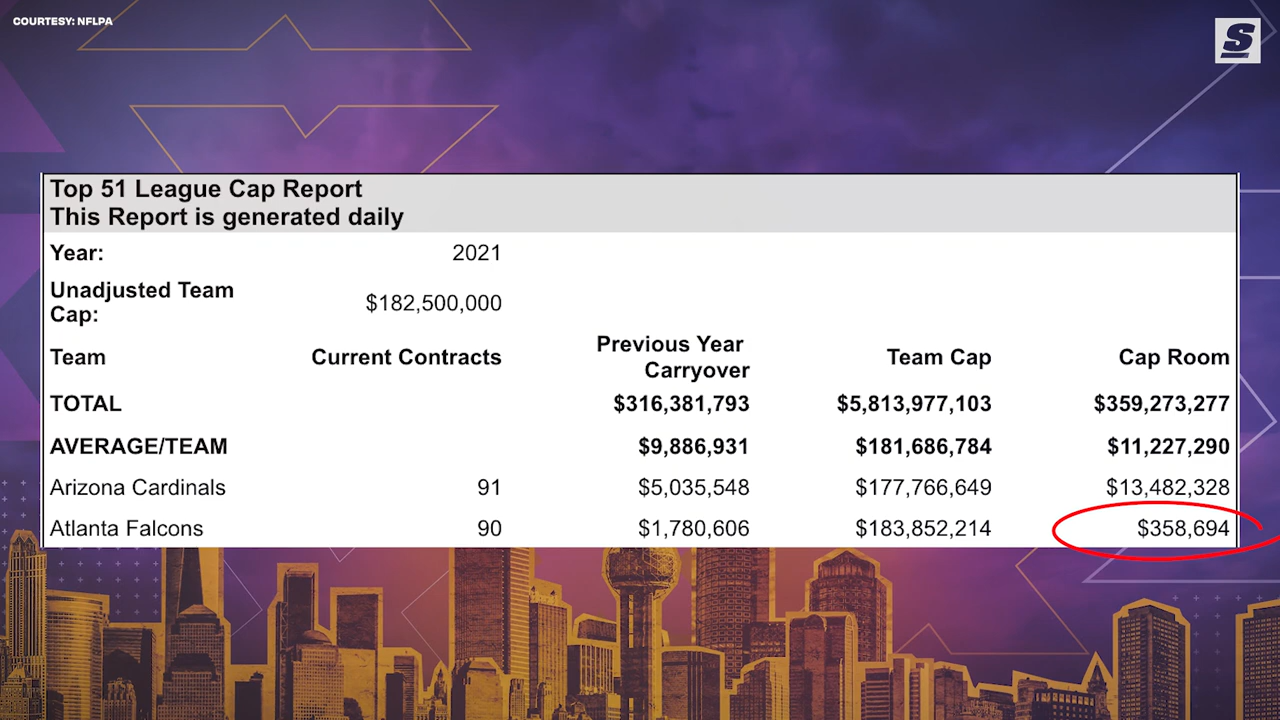 COURTESY: NFLPA
S
Top 51 League Cap Report
This Report is generated daily
Year: 2021
Unadjusted Team
Cap: $182,500,000
Team Current Contracts Previous Year
Carryover Team Cap Cap Room
TOTAL $316,381,793 $5,813,977,103 $359,273,277
AVERAGE/TEAM $9,886,931 $181,686,784 $11,227,290
Arizona Cardinals 91 $5,035,548 $177,766,649 $13,482,328
Atlanta Falcons 90 $1,780,606 $183,852,214 $358,694